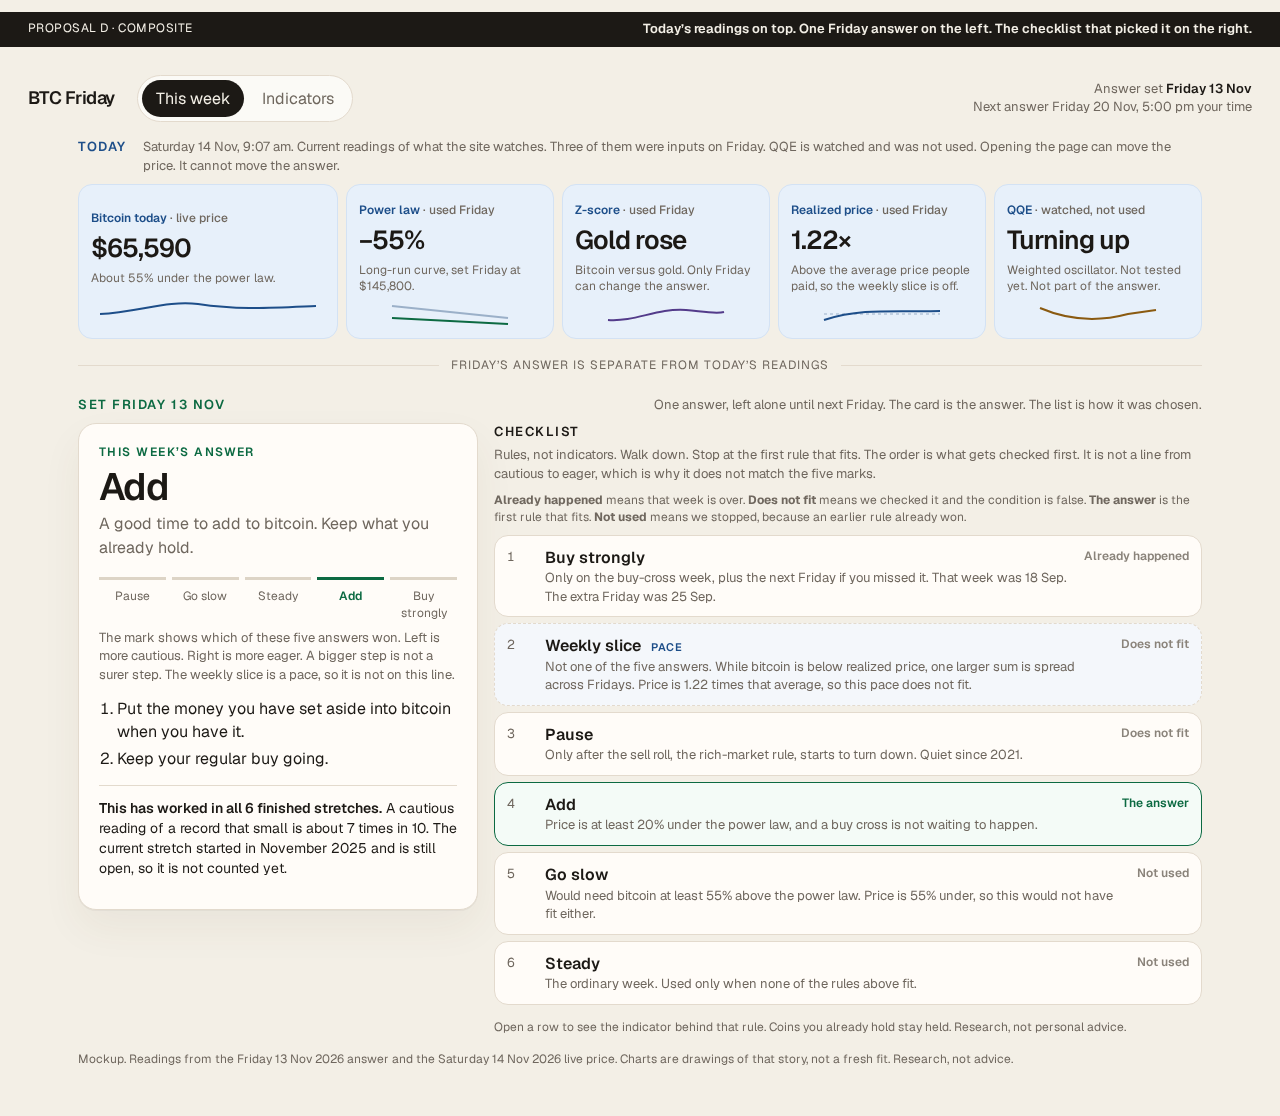 PROPOSAL D · COMPOSITE
Today's readings on top. One Friday answer on the left. The checklist that picked it on the right.
BTC Friday
This week
Indicators
Answer set Friday 13 Nov
Next answer Friday 20 Nov, 5:00 pm your time
TODAY
Saturday 14 Nov, 9:07 am. Current readings of what the site watches. Three of them were inputs on Friday. QQE is watched and was not used. Opening the page can move the
price. It cannot move the answer.
Bitcoin today · live price
$65,590
About 55% under the power law.
Power law · used Friday
−55%
Long-run curve, set Friday at
$145,800.
Z-score · used Friday
Gold rose
Bitcoin versus gold. Only Friday
can change the answer.
Realized price · used Friday
1.22×
Above the average price people
paid, so the weekly slice is off.
QQE · watched, not used
Turning up
Weighted oscillator. Not tested
yet. Not part of the answer.
FRIDAY'S ANSWER IS SEPARATE FROM TODAY'S READINGS
SET FRIDAY 13 NOV
One answer, left alone until next Friday. The card is the answer. The list is how it was chosen.
THIS WEEK'S ANSWER
Add
A good time to add to bitcoin. Keep what you
already hold.
Pause
Go slow
Steady
Add
Buy
strongly
The mark shows which of these five answers won. Left is
more cautious. Right is more eager. A bigger step is not a
surer step. The weekly slice is a pace, so it is not on this line.
1. Put the money you have set aside into bitcoin
when you have it.
2. Keep your regular buy going.
This has worked in all 6 finished stretches. A cautious
reading of a record that small is about 7 times in 10. The
current stretch started in November 2025 and is still
open, so it is not counted yet.
CHECKLIST
Rules, not indicators. Walk down. Stop at the first rule that fits. The order is what gets checked first. It is not a line from
cautious to eager, which is why it does not match the five marks.
Already happened means that week is over. Does not fit means we checked it and the condition is false. The answer is the
first rule that fits. Not used means we stopped, because an earlier rule already won.
1
Buy strongly
Already happened
Only on the buy-cross week, plus the next Friday if you missed it. That week was 18 Sep.
The extra Friday was 25 Sep.
2
Weekly slice PACE
Does not fit
Not one of the five answers. While bitcoin is below realized price, one larger sum is spread
across Fridays. Price is 1.22 times that average, so this pace does not fit.
3
Pause
Does not fit
Only after the sell roll, the rich-market rule, starts to turn down. Quiet since 2021.
4
Add
The answer
Price is at least 20% under the power law, and a buy cross is not waiting to happen.
5
Go slow
Not used
Would need bitcoin at least 55% above the power law. Price is 55% under, so this would not have
fit either.
6
Steady
Not used
The ordinary week. Used only when none of the rules above fit.
Open a row to see the indicator behind that rule. Coins you already hold stay held. Research, not personal advice.
Mockup. Readings from the Friday 13 Nov 2026 answer and the Saturday 14 Nov 2026 live price. Charts are drawings of that story, not a fresh fit. Research, not advice.